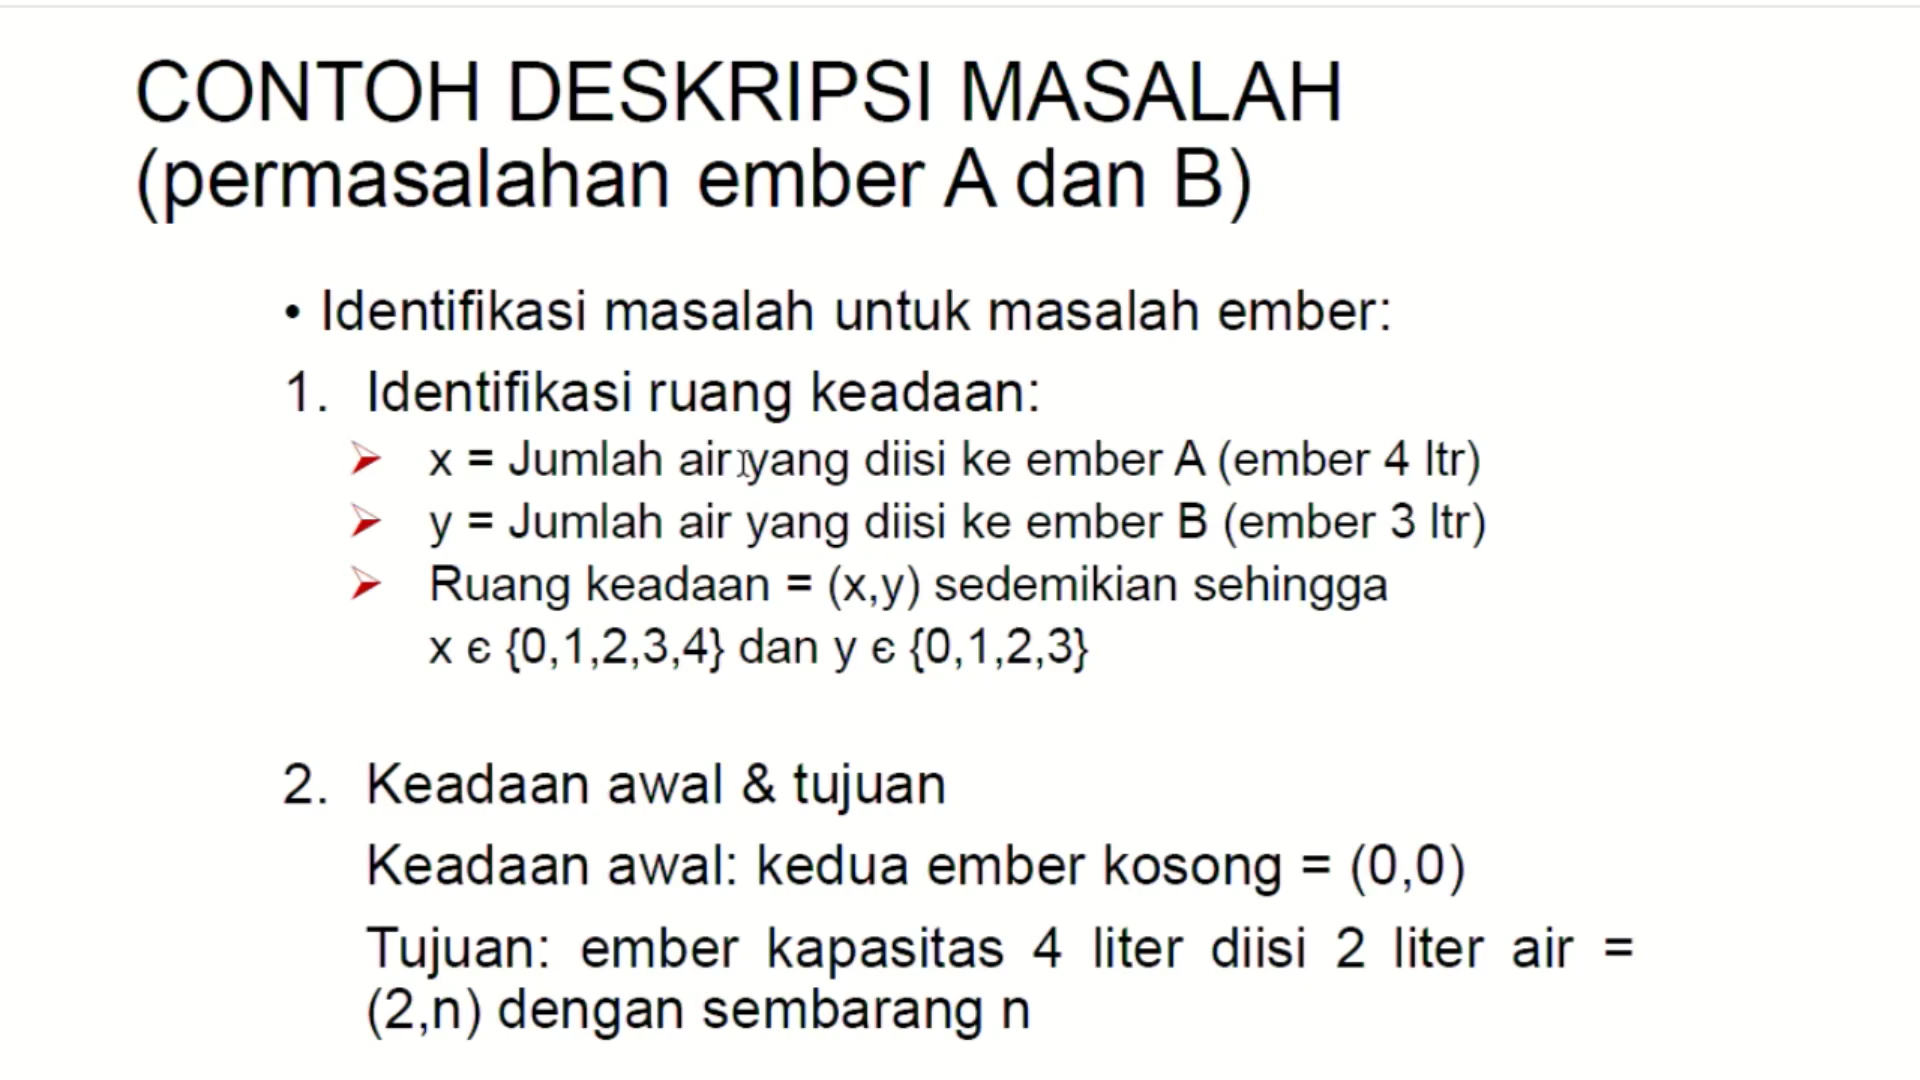 CONTOH DESKRIPSI MASALAH
(permasalahan ember A dan B)
• Identifikasi masalah untuk masalah ember:
1. Identifikasi ruang keadaan:
➢ x = Jumlah air yang diisi ke ember A (ember 4 ltr)
➢ y = Jumlah air yang diisi ke ember B (ember 3 ltr)
➢ Ruang keadaan = (x,y) sedemikian sehingga
x є {0,1,2,3,4} dan y є {0,1,2,3}
2. Keadaan awal & tujuan
Keadaan awal: kedua ember kosong = (0,0)
Tujuan: ember kapasitas 4 liter diisi 2 liter air =
(2,n) dengan sembarang n